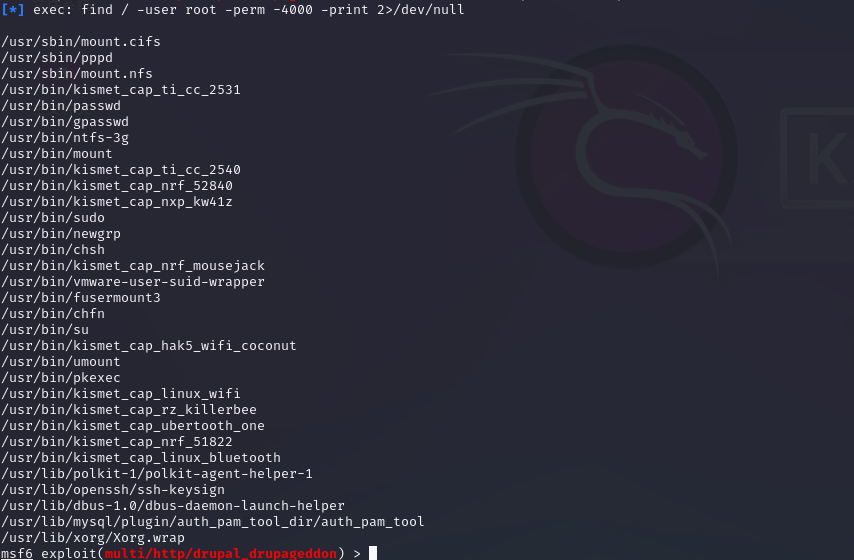 [*] exec: find / -user root -perm -4000 -print 2>/dev/null
/usr/sbin/mount.cifs
/usr/sbin/pppd
/usr/sbin/mount.nfs
/usr/bin/kismet_cap_ti_cc_2531
/usr/bin/passwd
/usr/bin/gpasswd
/usr/bin/ntfs-3g
/usr/bin/mount
/usr/bin/kismet_cap_ti_cc_2540
/usr/bin/kismet_cap_nrf_52840
/usr/bin/kismet_cap_nxp_kw41z
/usr/bin/sudo
/usr/bin/newgrp
/usr/bin/chsh
/usr/bin/kismet_cap_nrf_mousejack
/usr/bin/vmware-user-suid-wrapper
/usr/bin/fusermount3
/usr/bin/chfn
/usr/bin/su
/usr/bin/kismet_cap_hak5_wifi_coconut
/usr/bin/umount
/usr/bin/pkexec
/usr/bin/kismet_cap_linux_wifi
/usr/bin/kismet_cap_rz_killerbee
/usr/bin/kismet_cap_ubertooth_one
/usr/bin/kismet_cap_nrf_51822
/usr/bin/kismet_cap_linux_bluetooth
/usr/lib/polkit-1/polkit-agent-helper-1
/usr/lib/openssh/ssh-keysign
/usr/lib/dbus-1.0/dbus-daemon-launch-helper
/usr/lib/mysql/plugin/auth_pam_tool_dir/auth_pam_tool
/usr/lib/xorg/Xorg.wrap
msf6 exploit(multi/http/drupal_drupageddon) >
K